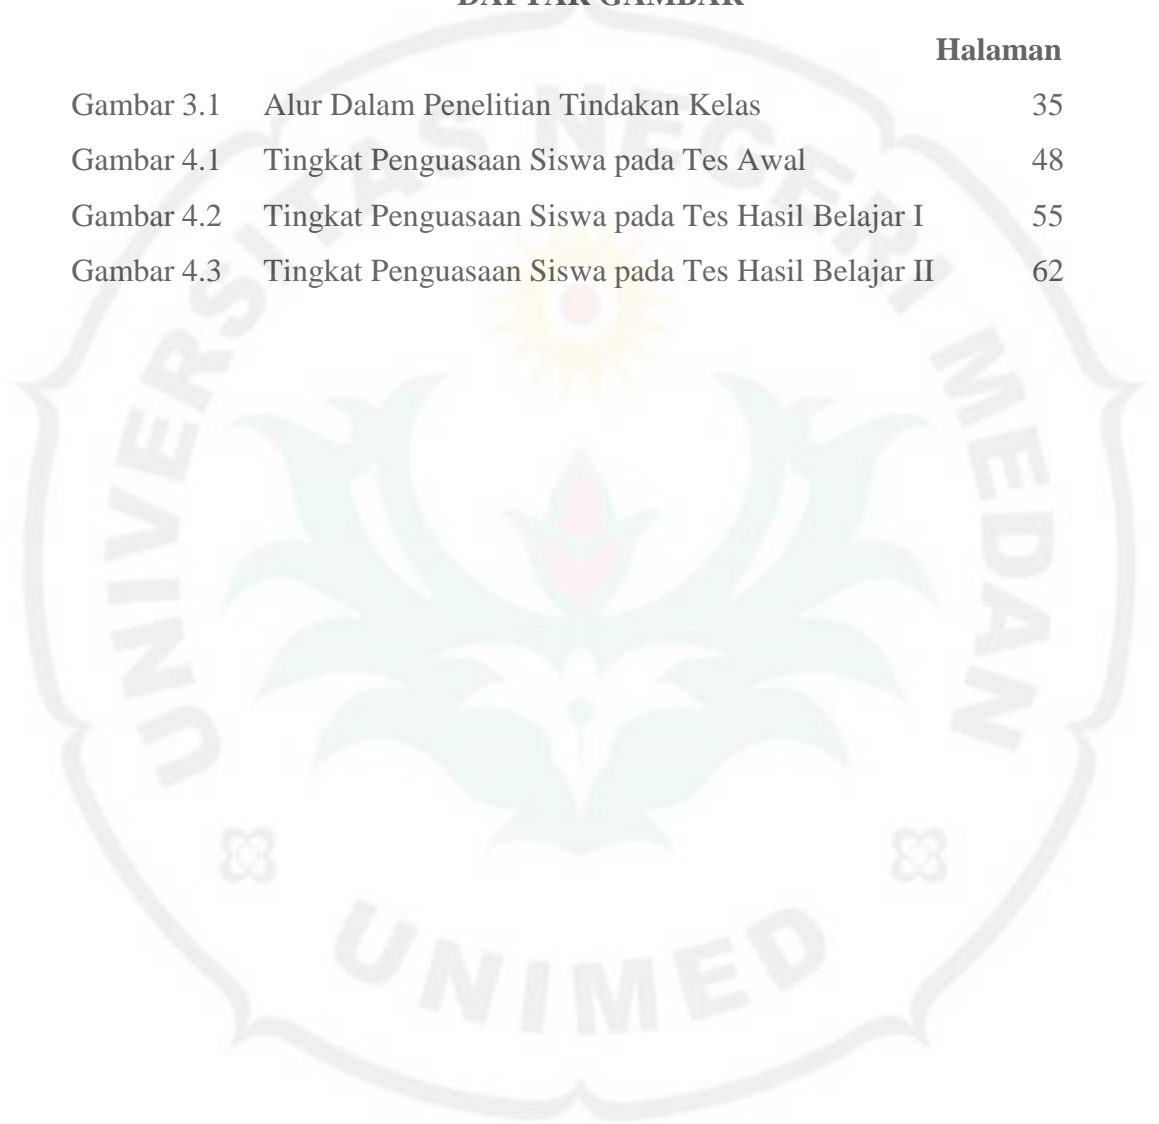 DAFTAR GAMBAR
Halaman
Gambar 3.1 Alur Dalam Penelitian Tindakan Kelas 35
Gambar 4.1 Tingkat Penguasaan Siswa pada Tes Awal 48
Gambar 4.2 Tingkat Penguasaan Siswa pada Tes Hasil Belajar I 55
Gambar 4.3 Tingkat Penguasaan Siswa pada Tes Hasil Belajar II 62
UNIVERSITAS NEGERI MEDAN
UNIMED